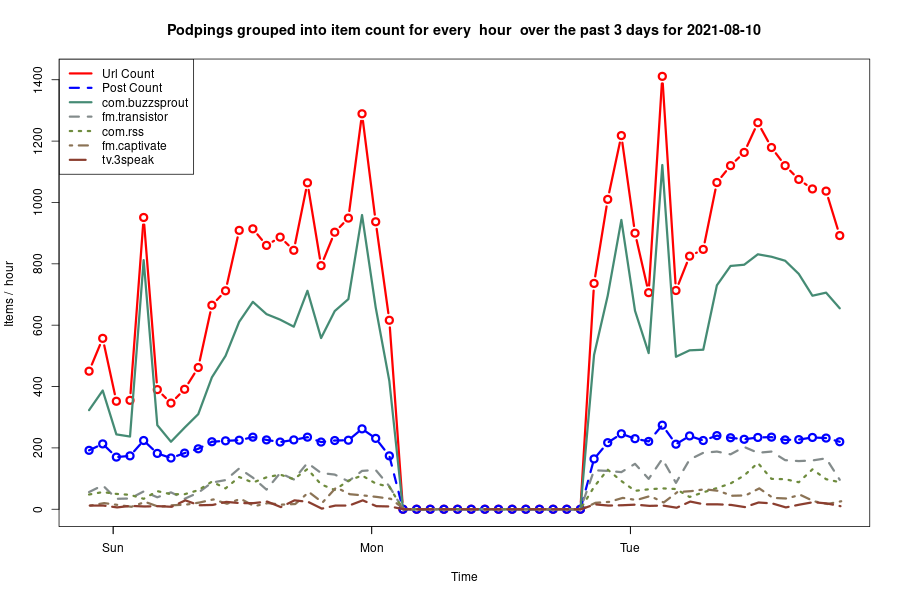 Podpings grouped into item count for every  hour  over the past 3 days for 2021-08-10
Url Count
Post Count
com.buzzsprout
fm.transistor
com.rss
fm.captivate
tv.3speak
Items /  hour
1400
1200
1000
800
600
400
200
0
Sun
Mon
Tue
Time